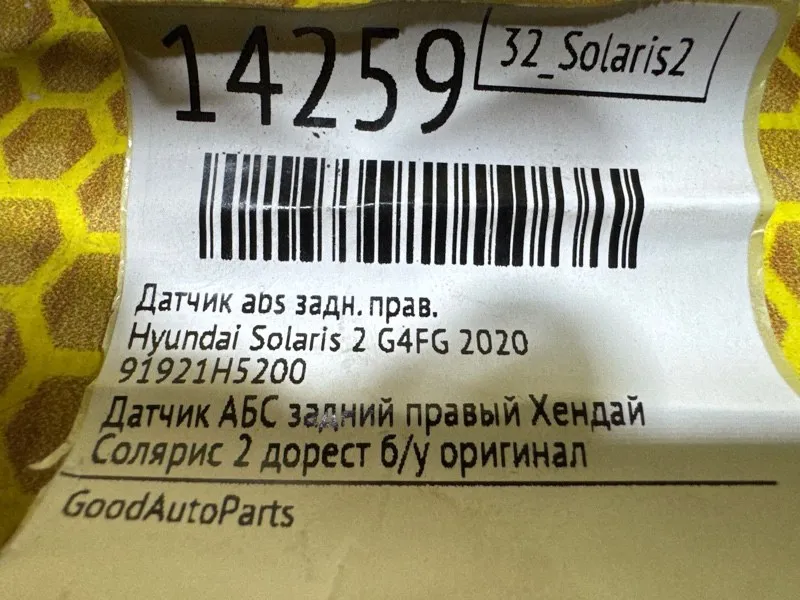 14259
32_Solaris2
Датчик abs задн. прав.
Hyundai Solaris 2 G4FG 2020
91921H5200
Датчик АБС задний правый Хендай
Солярис 2 дорест б/у оригинал
GoodAutoParts